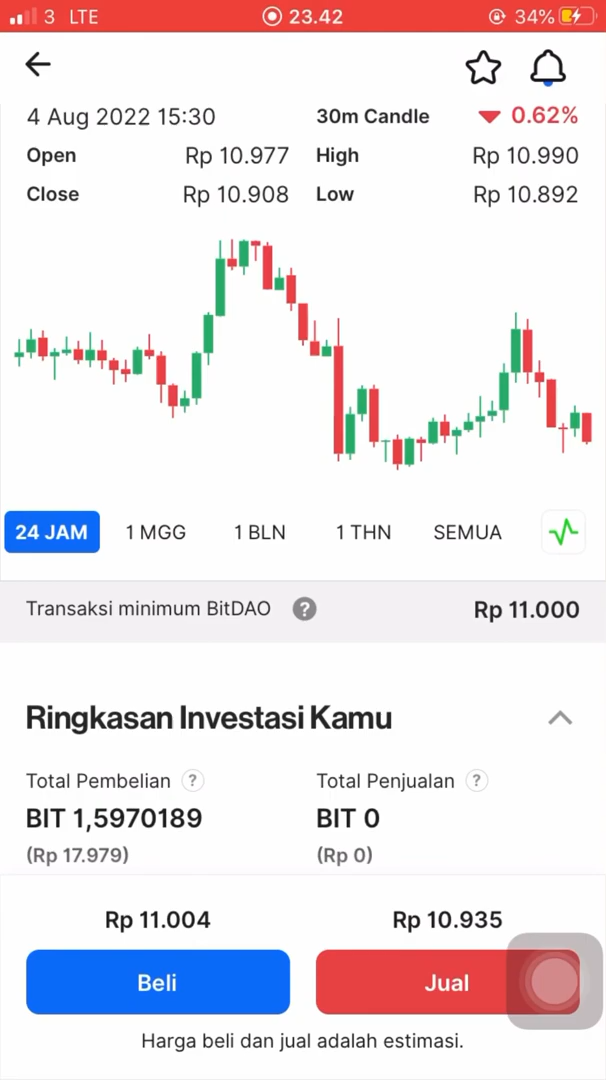 3 LTE 23.42 34%
4 Aug 2022 15:30 30m Candle 0.62%
Open Rp 10.977 High Rp 10.990
Close Rp 10.908 Low Rp 10.892
24 JAM 1 MGG 1 BLN 1 THN SEMUA
Transaksi minimum BitDAO ? Rp 11.000
Ringkasan Investasi Kamu
Total Pembelian ? Total Penjualan ?
BIT 1,5970189 BIT 0
(Rp 17.979) (Rp 0)
Rp 11.004 Rp 10.935
Beli Jual
Harga beli dan jual adalah estimasi.